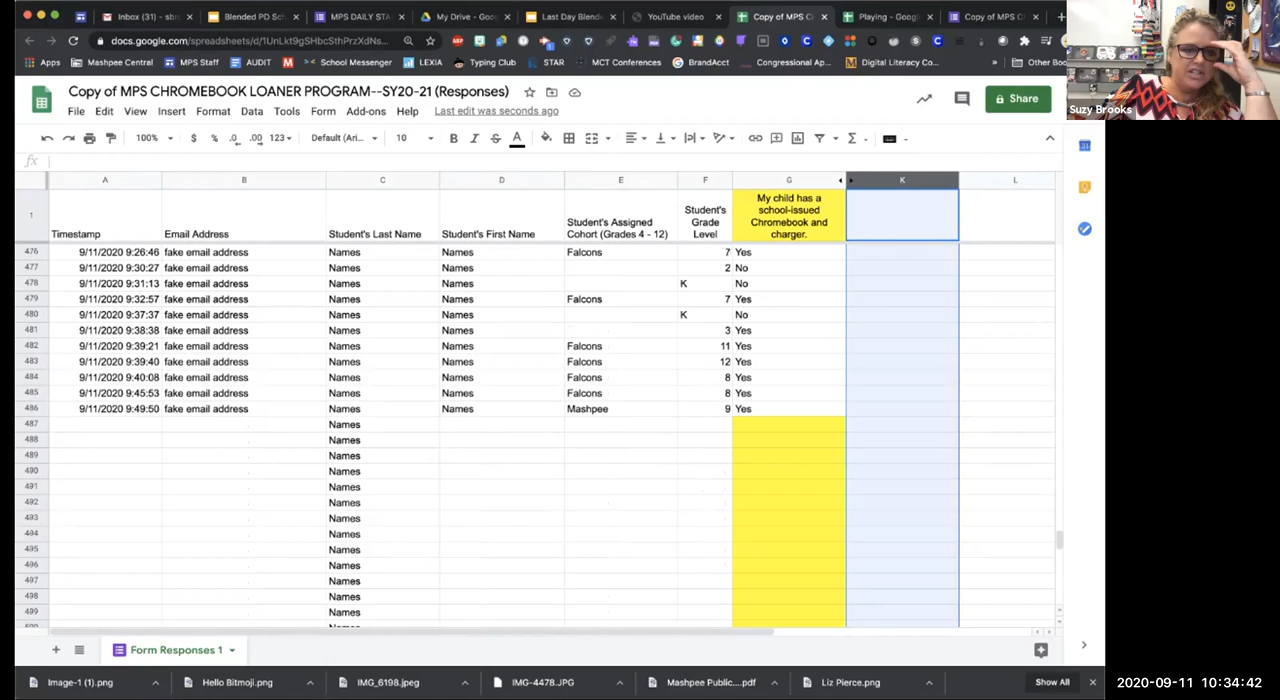 Inbox (31) - sbro
Blended PD Sch
MPS DAILY STA
My Drive - Goo
Last Day Blende
YouTube video
Copy of MPS C
Playing - Googl
Copy of MPS C
docs.google.com/spreadsheets/d/1UnLkt9gSHbcSthPrzXdNs...
Apps
Mashpee Central
MPS Staff
AUDIT
School Messenger
LEXIA
Typing Club
STAR
MCT Conferences
BrandAcct
Congressional Ap...
Digital Literacy Co...
Other Boo
Suzy Brooks
Copy of MPS CHROMEBOOK LOANER PROGRAM--SY20-21 (Responses)
File Edit View Insert Format Data Tools Form Add-ons Help Last edit was seconds ago
Share
100% $ % .0 .00 123 Default (Ari... 10 B I S A
fx
A B C D E F G K L
1 Timestamp Email Address Student's Last Name Student's First Name Student's Assigned Cohort (Grades 4 - 12) Student's Grade Level My child has a school-issued Chromebook and charger.
476 9/11/2020 9:26:46 fake email address Names Names Falcons 7 Yes
477 9/11/2020 9:30:27 fake email address Names Names 2 No
478 9/11/2020 9:31:13 fake email address Names Names K No
479 9/11/2020 9:32:57 fake email address Names Names Falcons 7 Yes
480 9/11/2020 9:37:37 fake email address Names Names K No
481 9/11/2020 9:38:38 fake email address Names Names 3 Yes
482 9/11/2020 9:39:21 fake email address Names Names Falcons 11 Yes
483 9/11/2020 9:39:40 fake email address Names Names Falcons 12 Yes
484 9/11/2020 9:40:08 fake email address Names Names Falcons 8 Yes
485 9/11/2020 9:45:53 fake email address Names Names Falcons 8 Yes
486 9/11/2020 9:49:50 fake email address Names Names Mashpee 9 Yes
487 Names
488 Names
489 Names
490 Names
491 Names
492 Names
493 Names
494 Names
495 Names
496 Names
497 Names
498 Names
499 Names
Form Responses 1
Image-1 (1).png
Hello Bitmoji.png
IMG_6198.jpeg
IMG-4478.JPG
Mashpee Public....pdf
Liz Pierce.png
Show All
2020-09-11 10:34:42